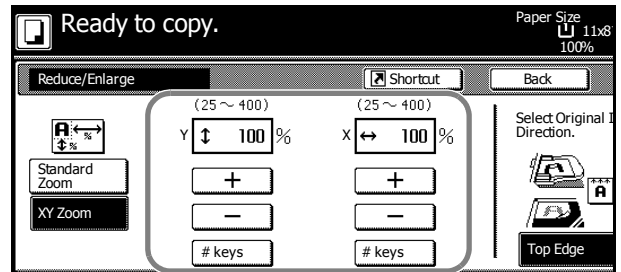 Ready to copy.
Paper Size
11x8
100%
Reduce/Enlarge
Shortcut
Back
(25～400)
(25～400)
Y ↕ 100 %
X ↔ 100 %
Select Original I
Direction.
A %
%
Standard
Zoom
+
+
A
XY Zoom
−
−
# keys
# keys
Top Edge